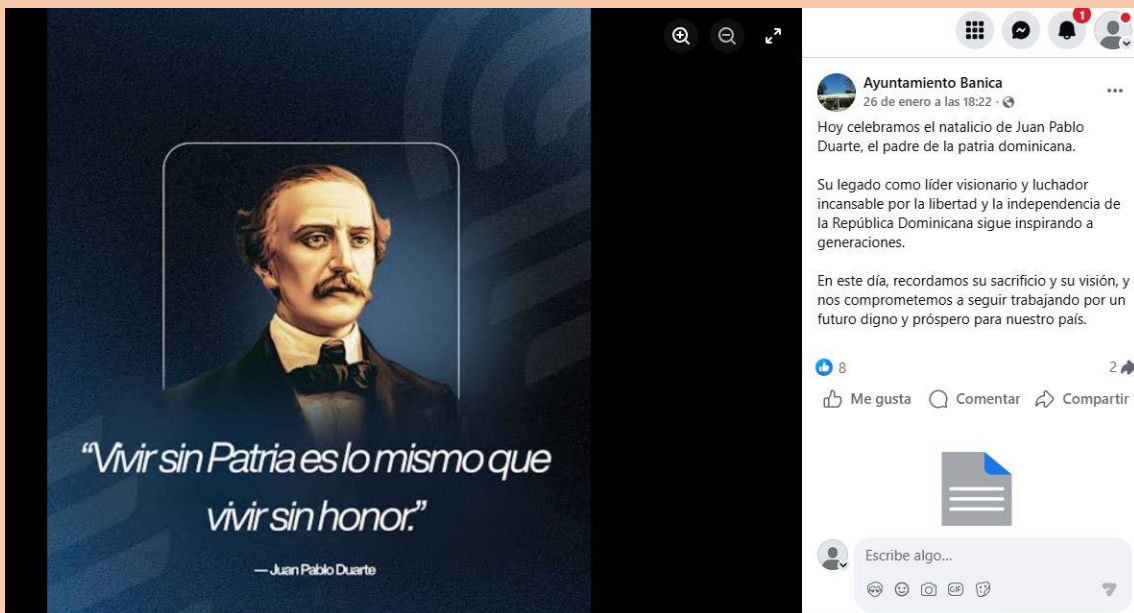 “Vivir sin Patria es lo mismo que
vivir sin honor.”
— Juan Pablo Duarte
1
Ayuntamiento Banica
26 de enero a las 18:22 ·
Hoy celebramos el natalicio de Juan Pablo
Duarte, el padre de la patria dominicana.
Su legado como líder visionario y luchador
incansable por la libertad y la independencia de
la República Dominicana sigue inspirando a
generaciones.
En este día, recordamos su sacrificio y su visión, y
nos comprometemos a seguir trabajando por un
futuro digno y próspero para nuestro país.
8
2
Me gusta
Comentar
Compartir
Escribe algo...
GIF